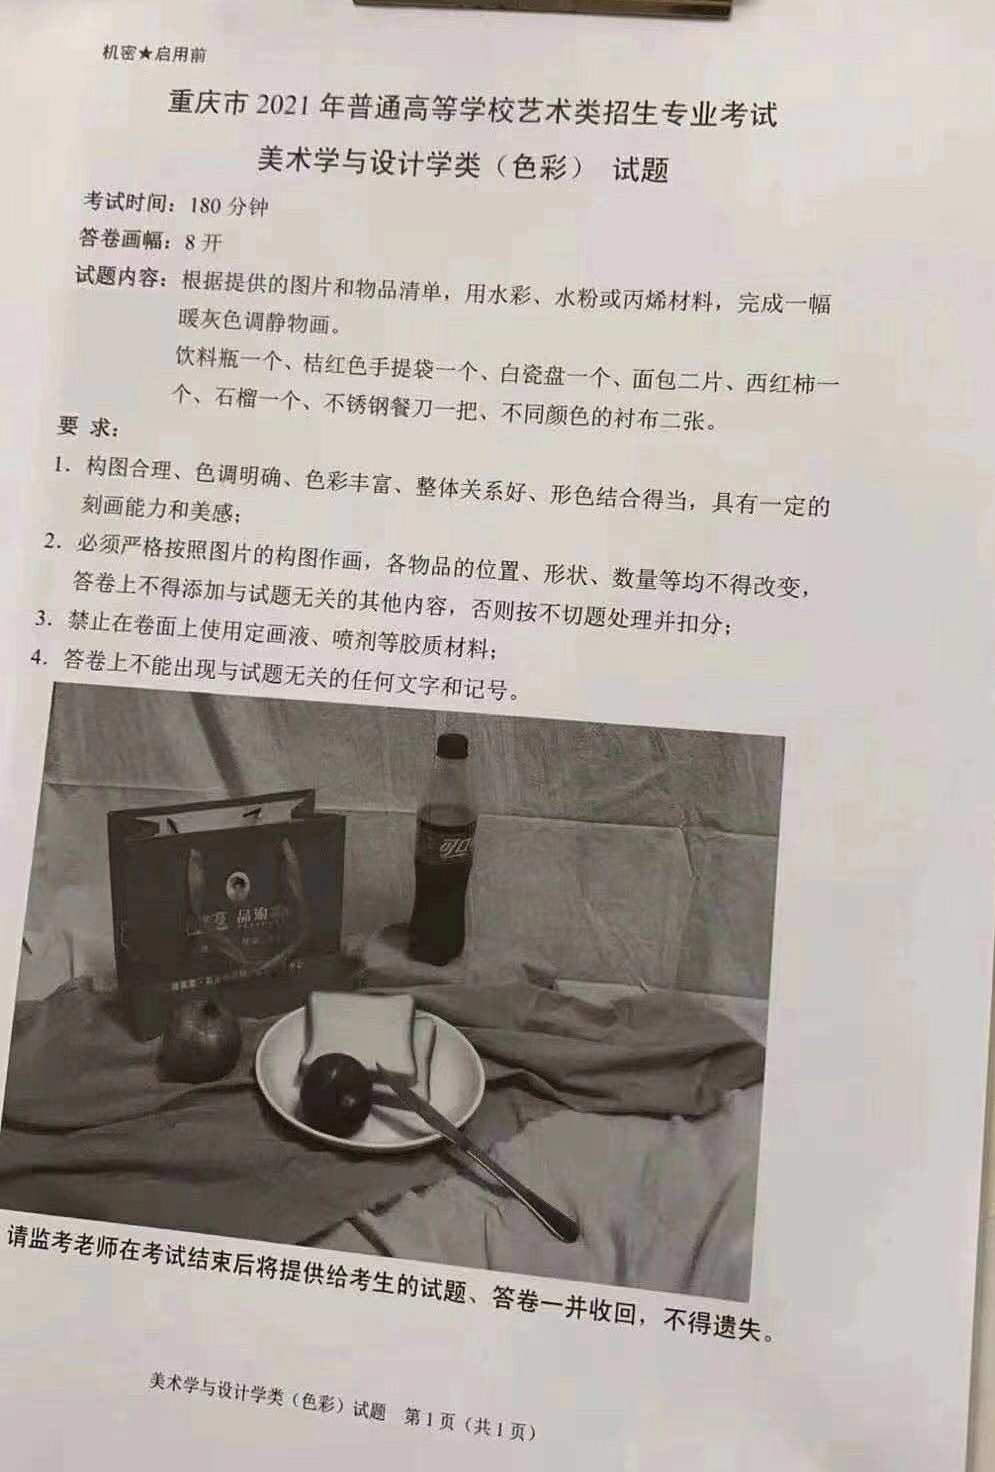 机密★启用前
重庆市 2021 年普通高等学校艺术类招生专业考试
美术学与设计学类（色彩） 试题
考试时间：180 分钟
答卷画幅：8 开
试题内容：根据提供的图片和物品清单，用水彩、水粉或丙烯材料，完成一幅
暖灰色调静物画。
饮料瓶一个、桔红色手提袋一个、白瓷盘一个、面包二片、西红柿一
个、石榴一个、不锈钢餐刀一把、不同颜色的衬布二张。
要 求：
1. 构图合理、色调明确、色彩丰富、整体关系好、形色结合得当，具有一定的
刻画能力和美感；
2. 必须严格按照图片的构图作画，各物品的位置、形状、数量等均不得改变，
答卷上不得添加与试题无关的其他内容，否则按不切题处理并扣分；
3. 禁止在卷面上使用定画液、喷剂等胶质材料；
4. 答卷上不能出现与试题无关的任何文字和记号。
可口
品渝
请监考老师在考试结束后将提供给考生的试题、答卷一并收回，不得遗失。
美术学与设计学类（色彩）试题 第 1 页（共 1 页）